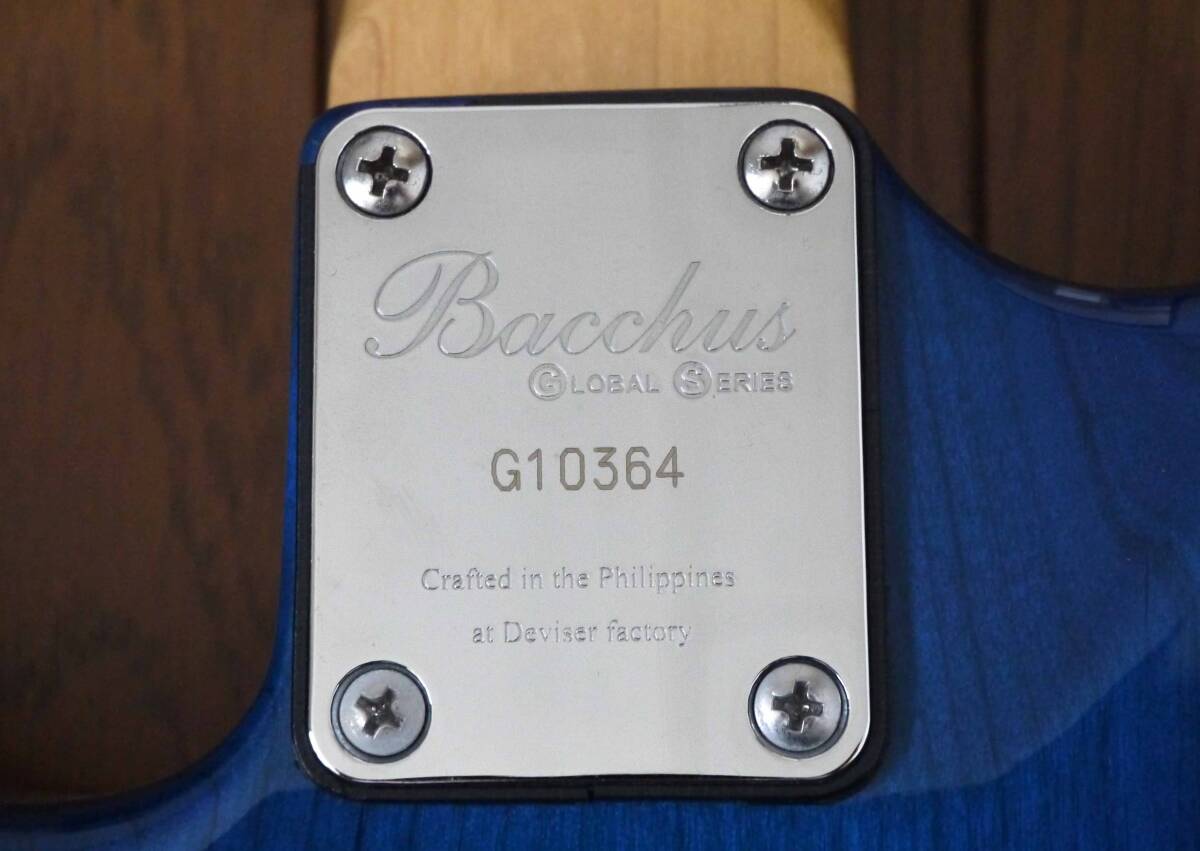 Bacchus
GLOBAL SERIES
G10364
Crafted in the Philippines
at Deviser factory